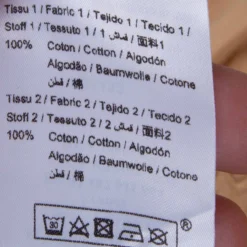 Tissu 1 / Fabric 1 / Tejido 1 / Tecido 1 /
Stoff 1 / Tessuto 1 / 1 قماش / 面料1
100% Coton / Cotton / Algodón
Algodão / Baumwolle / Cotone
قطن / 棉
Tissu 2 / Fabric 2 / Tejido 2 / Tecido 2
Stoff 2 / Tessuto 2 / 2 قماش / 面料2
100% Coton / Cotton / Algodón
Algodão / Baumwolle / Cotone
قطن / 棉
30
®